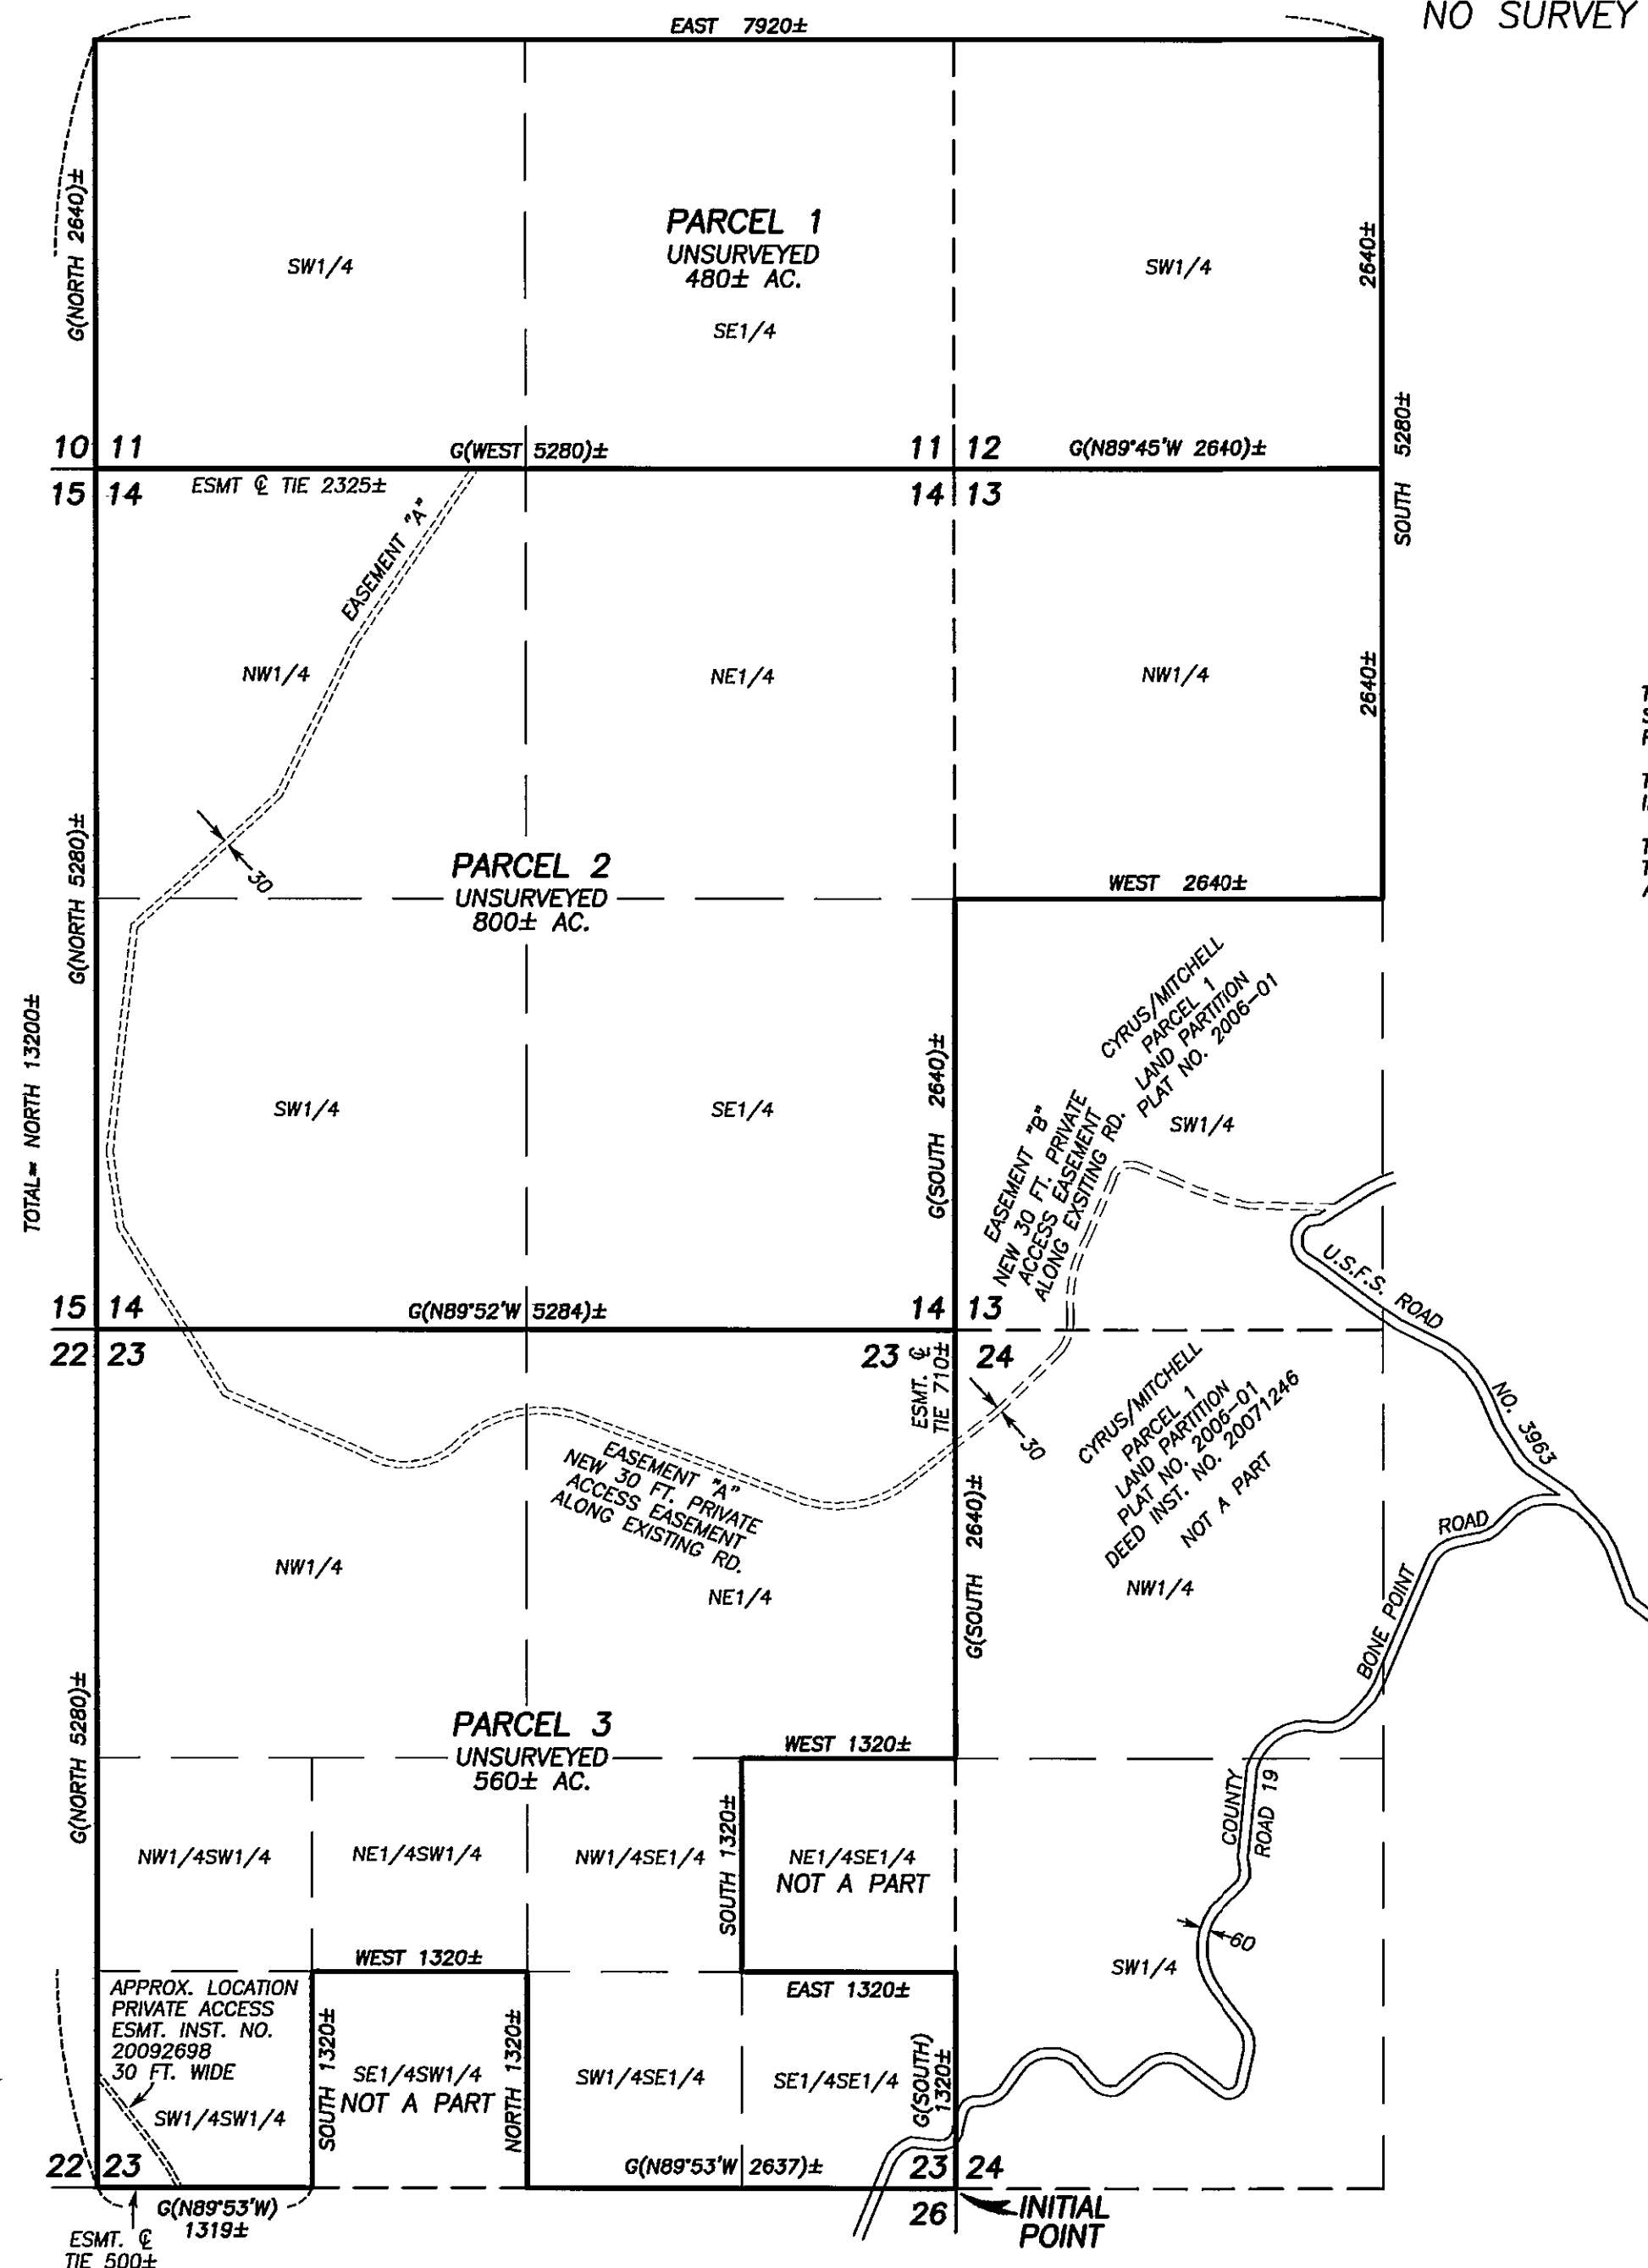 NO SURVEY
EAST 7920±
G(NORTH 2640)±
PARCEL 1
UNSURVEYED
480± AC.
SW1/4
SE1/4
SW1/4
2640±
SOUTH 5280±
10 11
G(WEST 5280)±
11 12
G(N89°45'W 2640)±
15 14
ESMT ℄ TIE 2325±
14 13
EASEMENT "A"
NW1/4
NE1/4
NW1/4
2640±
30
G(NORTH 5280)±
PARCEL 2
UNSURVEYED
800± AC.
WEST 2640±
TOTAL= NORTH 13200±
SW1/4
SE1/4
G(SOUTH 2640)±
CYRUS/MITCHELL
PARCEL 1
LAND PARTITION
PLAT NO. 2006-01
SW1/4
EASEMENT "B"
NEW 30 FT. PRIVATE
ACCESS EASEMENT
ALONG EXSITING RD.
U.S.F.S. ROAD
NO. 3963
15 14
G(N89°52'W 5284)±
14 13
22 23
23 24
ESMT. ℄
TIE 710±
30
CYRUS/MITCHELL
PARCEL 1
LAND PARTITION
PLAT NO. 2006-01
DEED INST. NO. 20071246
NOT A PART
NW1/4
EASEMENT "A"
NEW 30 FT. PRIVATE
ACCESS EASEMENT
ALONG EXISTING RD.
NW1/4
NE1/4
G(SOUTH 2640)±
BONE POINT ROAD
G(NORTH 5280)±
PARCEL 3
UNSURVEYED
560± AC.
WEST 1320±
SOUTH 1320±
COUNTY
ROAD 19
NW1/4SW1/4
NE1/4SW1/4
NW1/4SE1/4
NE1/4SE1/4
NOT A PART
60
SW1/4
WEST 1320±
EAST 1320±
APPROX. LOCATION
PRIVATE ACCESS
ESMT. INST. NO.
20092698
30 FT. WIDE
SW1/4SW1/4
SOUTH 1320±
SE1/4SW1/4
NOT A PART
NORTH 1320±
SW1/4SE1/4
SE1/4SE1/4
G(SOUTH)
1320±
22 23
G(N89°53'W 2637)±
23 24
G(N89°53'W)
1319±
26
INITIAL
POINT
ESMT. ℄
TIE 500±